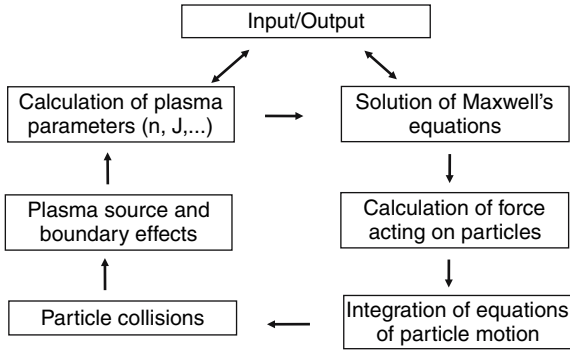 Input/Output
Calculation of plasma
parameters (n, J,...)
Solution of Maxwell's
equations
Plasma source and
boundary effects
Calculation of force
acting on particles
Particle collisions
Integration of equations
of particle motion